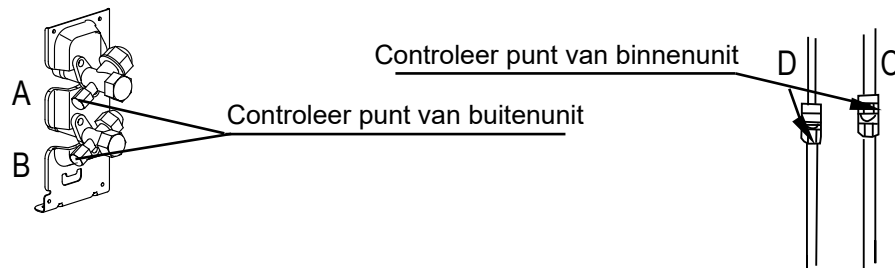 Controleer punt van binnenunit
D
C
A
Controleer punt van buitenunit
B